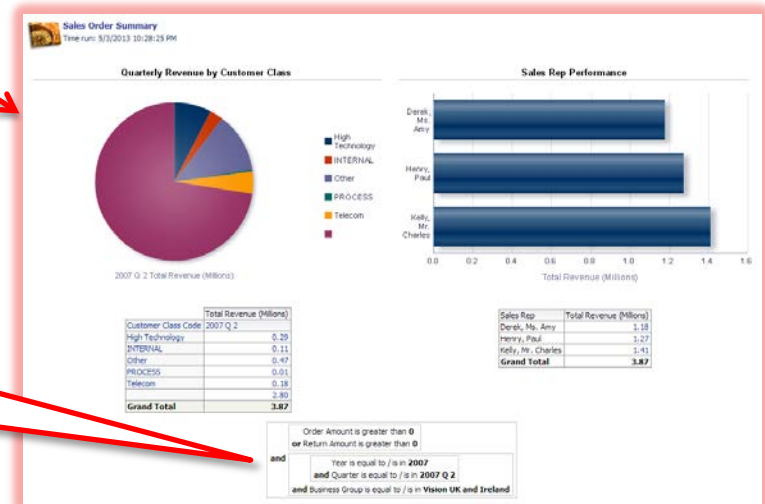 Sales Order Summary
Time run: 5/3/2013 10:28:25 PM
Quarterly Revenue by Customer Class
High
Technology
INTERNAL
Other
PROCESS
Telecom
2007 Q 2 Total Revenue (Millions)
Sales Rep Performance
Derek,
Ms.
Amy
Henry,
Paul
Kelly,
Mr.
Charles
0.0 0.2 0.4 0.6 0.8 1.0 1.2 1.4 1.6
Total Revenue (Millions)
Total Revenue (Millions)
Customer Class Code 2007 Q 2
High Technology 0.29
INTERNAL 0.11
Other 0.47
PROCESS 0.01
Telecom 0.18
2.80
Grand Total 3.87
Sales Rep Total Revenue (Millions)
Derek, Ms. Amy 1.18
Henry, Paul 1.27
Kelly, Mr. Charles 1.41
Grand Total 3.87
Order Amount is greater than 0
or Return Amount is greater than 0
and
Year is equal to / is in 2007
and Quarter is equal to / is in 2007 Q 2
and Business Group is equal to / is in Vision UK and Ireland